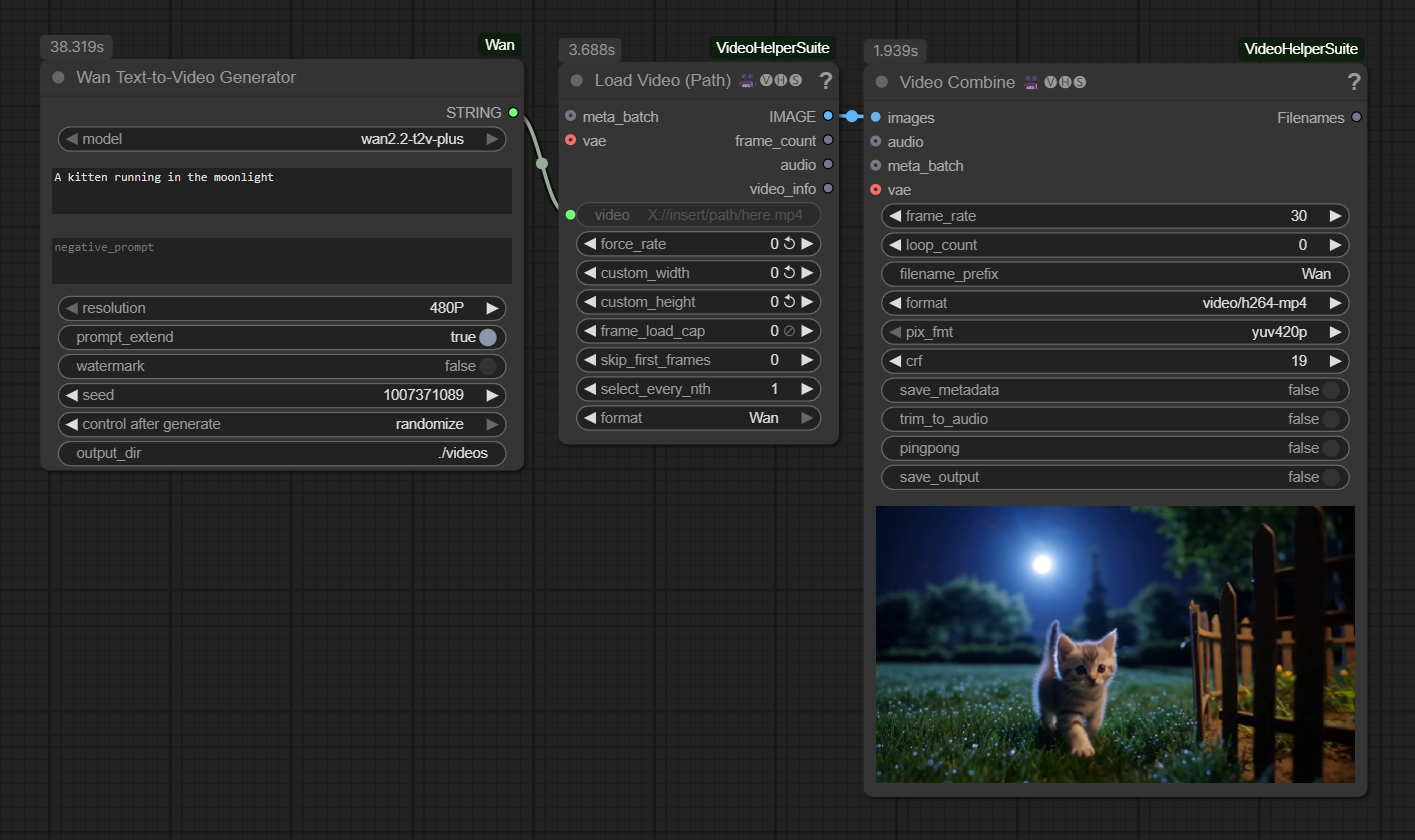 38.319s
Wan
Wan Text-to-Video Generator
STRING
model wan2.2-t2v-plus
A kitten running in the moonlight
negative_prompt
resolution 480P
prompt_extend true
watermark false
seed 1007371089
control after generate randomize
output_dir ./videos
3.688s
VideoHelperSuite
Load Video (Path) VHS ?
meta_batch IMAGE
vae frame_count
audio
video_info
video X://insert/path/here.mp4
force_rate 0
custom_width 0
custom_height 0
frame_load_cap 0
skip_first_frames 0
select_every_nth 1
format Wan
1.939s
VideoHelperSuite
Video Combine VHS ?
images Filenames
audio
meta_batch
vae
frame_rate 30
loop_count 0
filename_prefix Wan
format video/h264-mp4
pix_fmt yuv420p
crf 19
save_metadata false
trim_to_audio false
pingpong false
save_output false